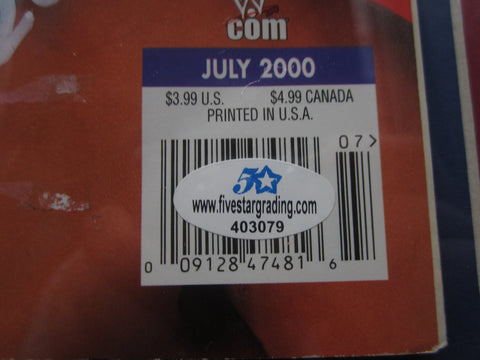 W
com
JULY 2000
$3.99 U.S. $4.99 CANADA
PRINTED IN U.S.A.
07>
5
www.fivestargrading.com
403079
0 09128 47481 6